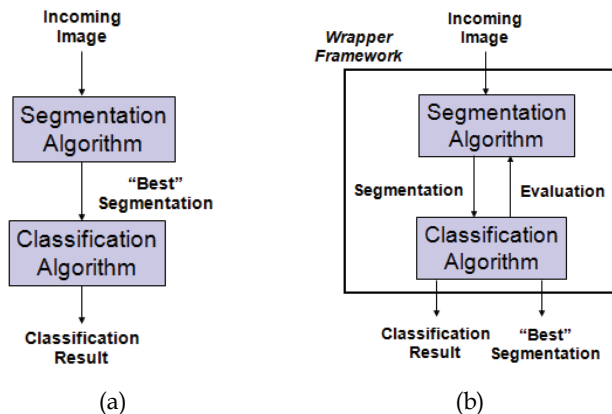 Incoming
Image
Segmentation
Algorithm
“Best”
Segmentation
Classification
Algorithm
Classification
Result
(a)
Wrapper
Framework
Incoming
Image
Segmentation
Algorithm
Segmentation
Evaluation
Classification
Algorithm
Classification
Result
“Best”
Segmentation
(b)